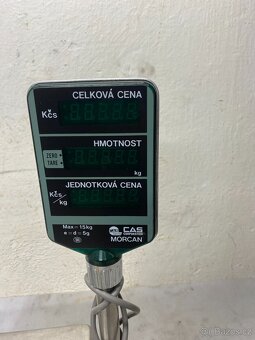 CELKOVÁ CENA
Kčs
HMOTNOST
ZERO
TARE
kg
JEDNOTKOVÁ CENA
Kčs/kg
Max=15kg
e=d=5g
CAS
MORCAN